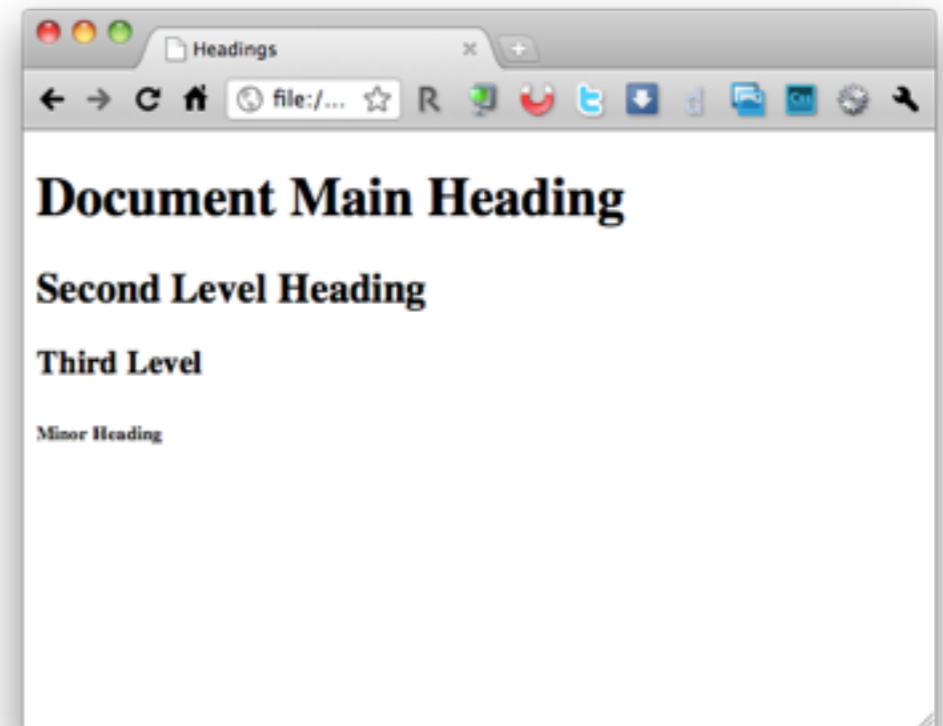 Headings
file:/...
R
Document Main Heading
Second Level Heading
Third Level
Minor Heading